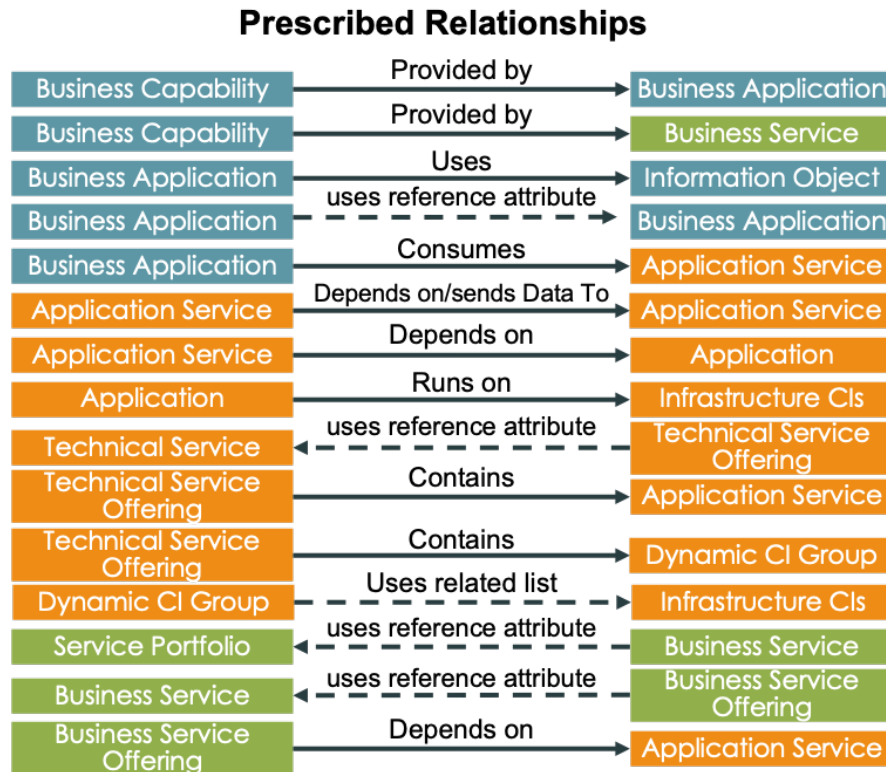 Prescribed Relationships
Business Capability Provided by Business Application
Business Capability Provided by Business Service
Business Application Uses Information Object
Business Application uses reference attribute Business Application
Business Application Consumes Application Service
Application Service Depends on/sends Data To Application Service
Application Service Depends on Application
Application Runs on Infrastructure CIs
Technical Service uses reference attribute Technical Service
Offering
Technical Service
Offering Contains Application Service
Technical Service
Offering Contains Dynamic CI Group
Dynamic CI Group Uses related list Infrastructure CIs
Service Portfolio uses reference attribute Business Service
Business Service uses reference attribute Business Service
Offering
Business Service
Offering Depends on Application Service